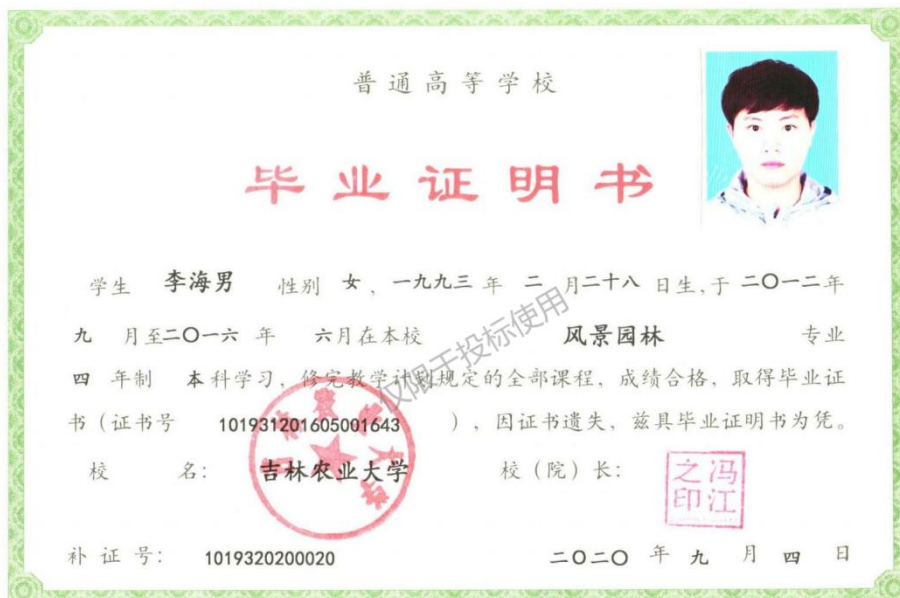 普通高等学校
毕业证明书
学生 李海男 性别 女，一九九三 年 二 月二十八 日生,于 二〇一二年
九 月至二〇一六 年 六月在本校 风景园林 专业
四 年制 本科学习，修完教学计划规定的全部课程，成绩合格，取得毕业证
书（证书号 101931201605001643 ），因证书遗失，兹具毕业证明书为凭。
校 名： 吉林农业大学 校（院）长：
之冯
印江
补 证 号： 1019320200020 二〇二〇 年 九 月 四 日
仅限于投标使用
吉林农业大学